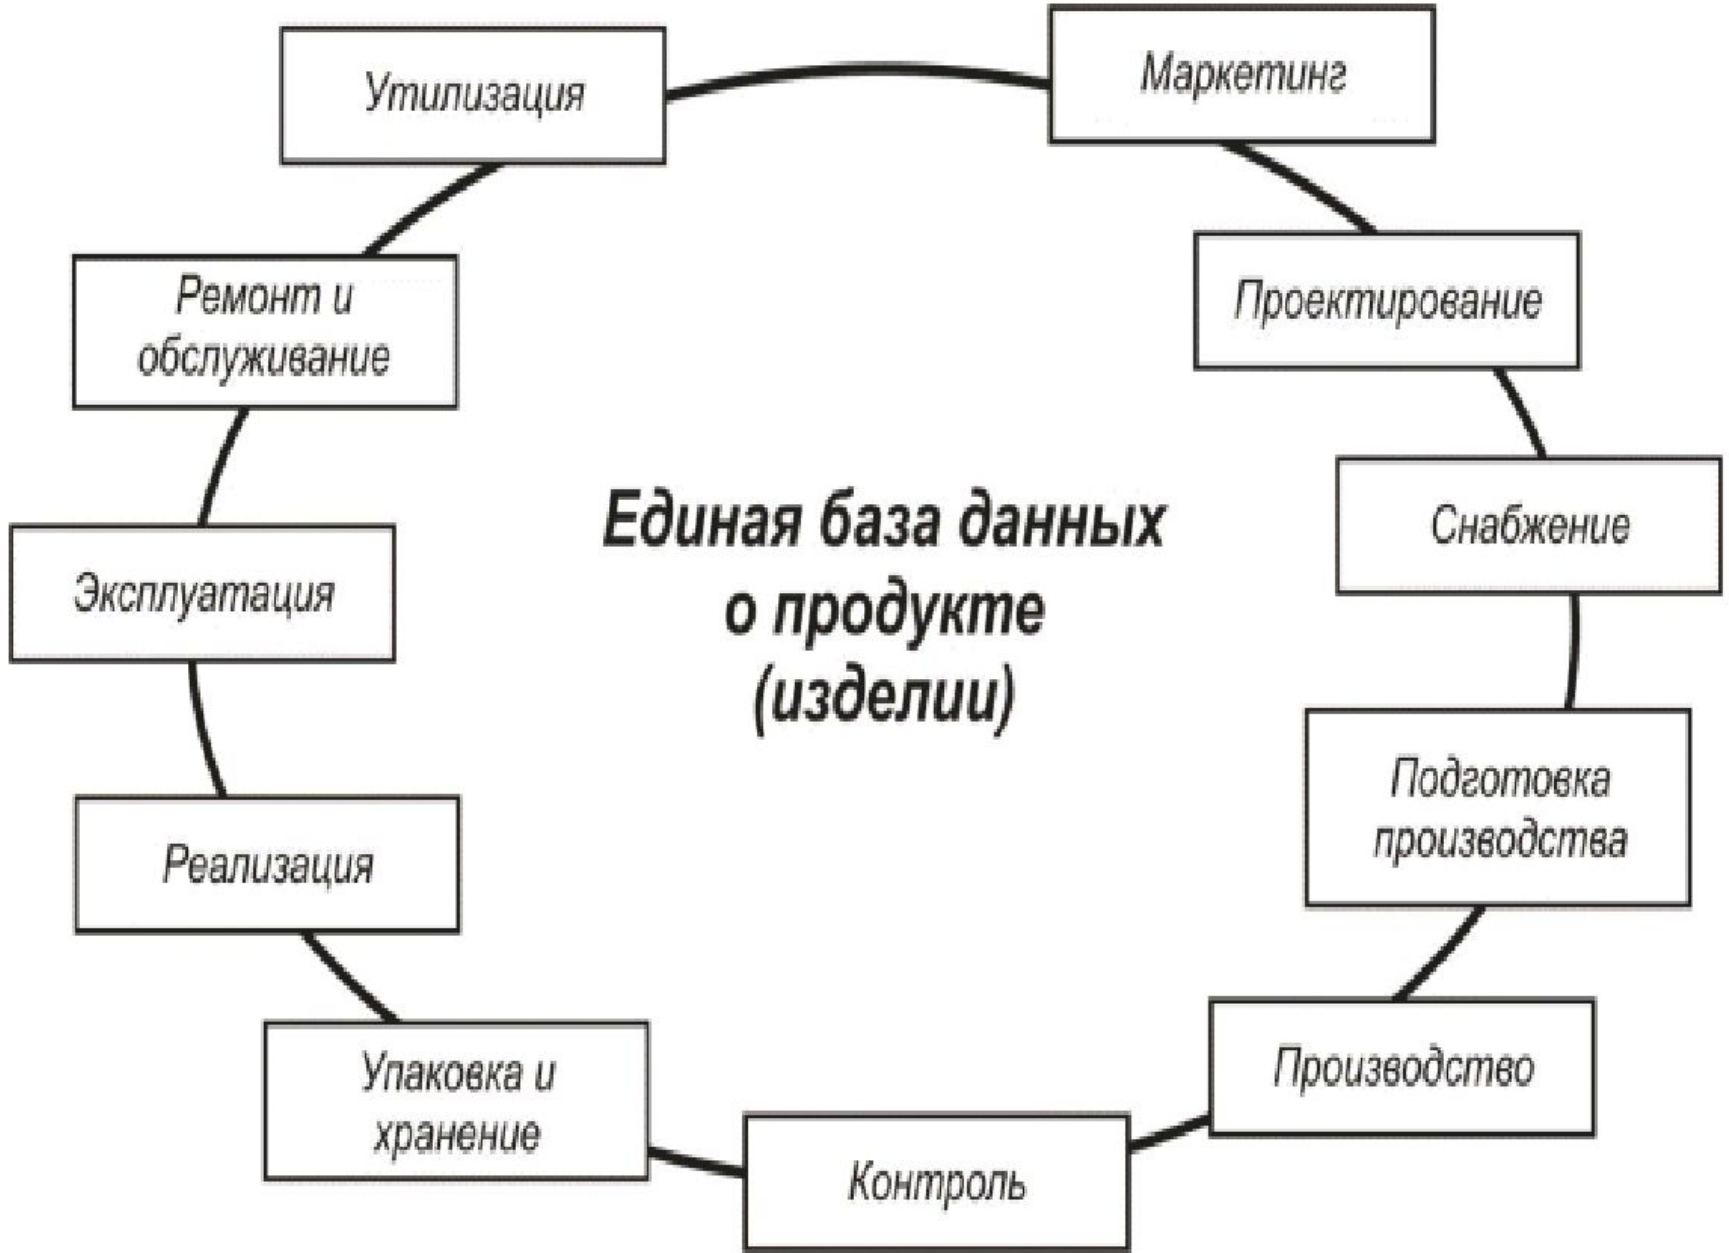 Утилизация
Маркетинг
Проектирование
Снабжение
Подготовка
производства
Производство
Контроль
Упаковка и
хранение
Реализация
Эксплуатация
Ремонт и
обслуживание
Единая база данных
о продукте
(изделии)